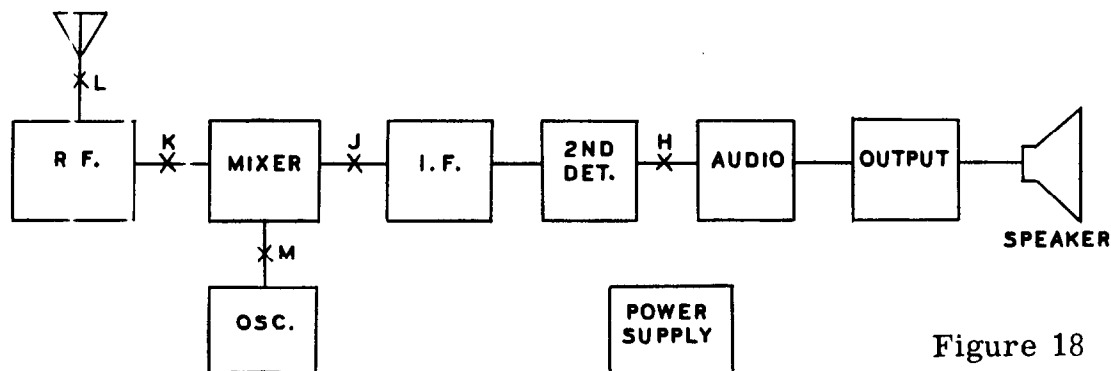 L
R F.
K
MIXER
J
I.F.
2ND
DET.
H
AUDIO
OUTPUT
SPEAKER
M
OSC.
POWER
SUPPLY
Figure 18